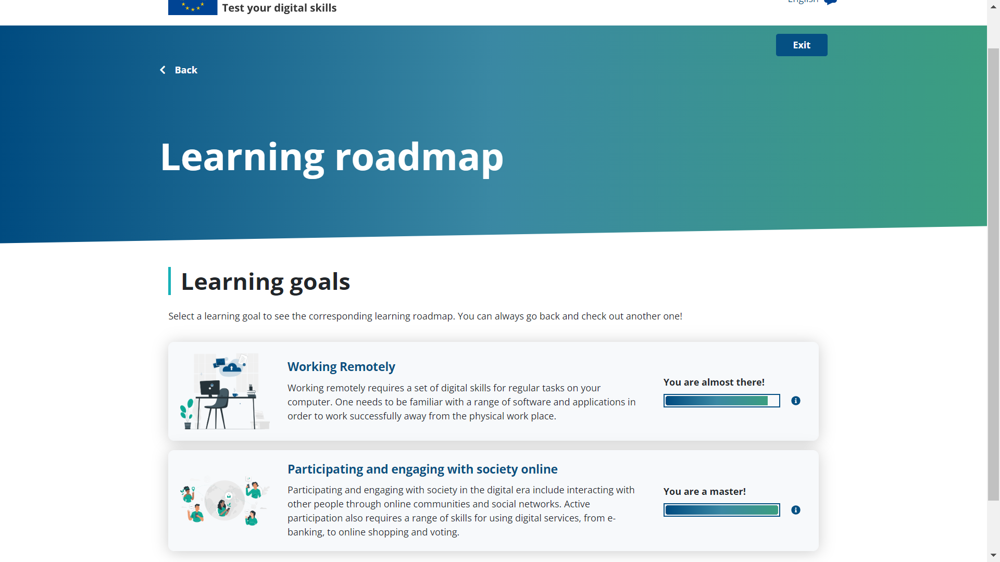 Test your digital skills
English
Exit
Back
Learning roadmap
Learning goals
Select a learning goal to see the corresponding learning roadmap. You can always go back and check out another one!
Working Remotely
Working remotely requires a set of digital skills for regular tasks on your
computer. One needs to be familiar with a range of software and applications in
order to work successfully away from the physical work place.
You are almost there!
Participating and engaging with society online
Participating and engaging with society in the digital era include interacting with
other people through online communities and social networks. Active
participation also requires a range of skills for using digital services, from e-
banking, to online shopping and voting.
You are a master!